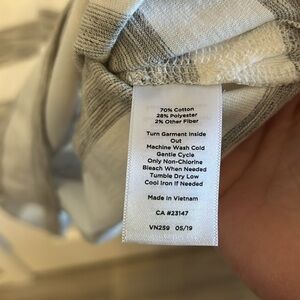 70% Cotton
28% Polyester
2% Other Fiber
Turn Garment Inside
Out
Machine Wash Cold
Gentle Cycle
Only Non-Chlorine
Bleach When Needed
Tumble Dry Low
Cool Iron If Needed
Made In Vietnam
CA #23147
VN259 05/19